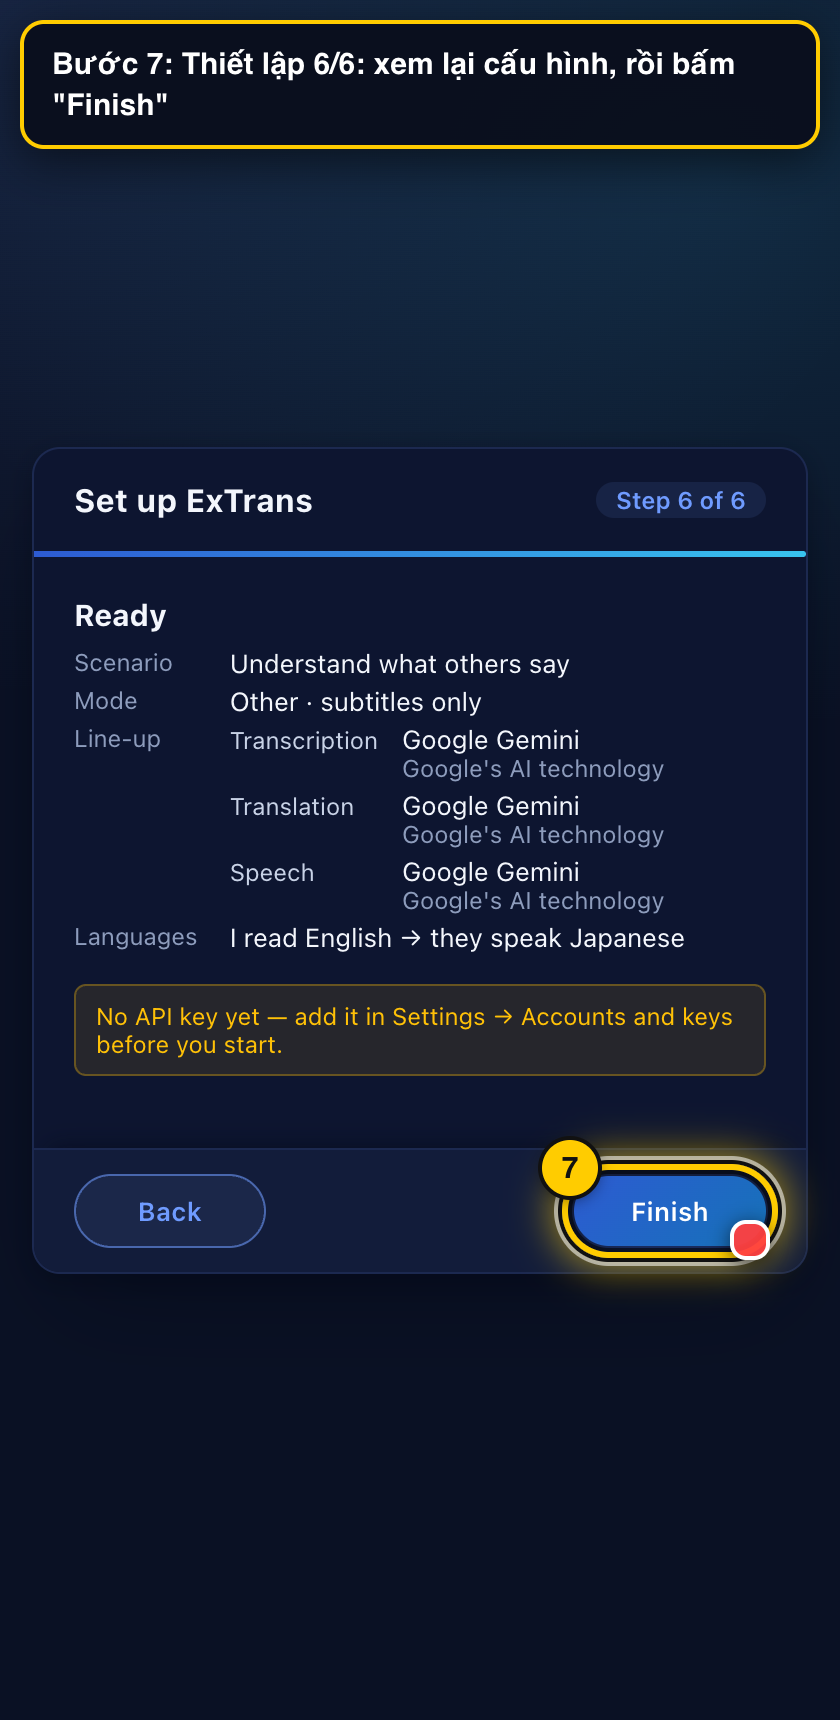 Bước 7: Thiết lập 6/6: xem lại cấu hình, rồi bấm
"Finish"
Set up ExTrans
Step 6 of 6
Ready
Scenario
Understand what others say
Mode
Other · subtitles only
Line-up
Transcription
Google Gemini
Google's AI technology
Translation
Google Gemini
Google's AI technology
Speech
Google Gemini
Google's AI technology
Languages
I read English → they speak Japanese
No API key yet — add it in Settings → Accounts and keys
before you start.
7
Back
Finish